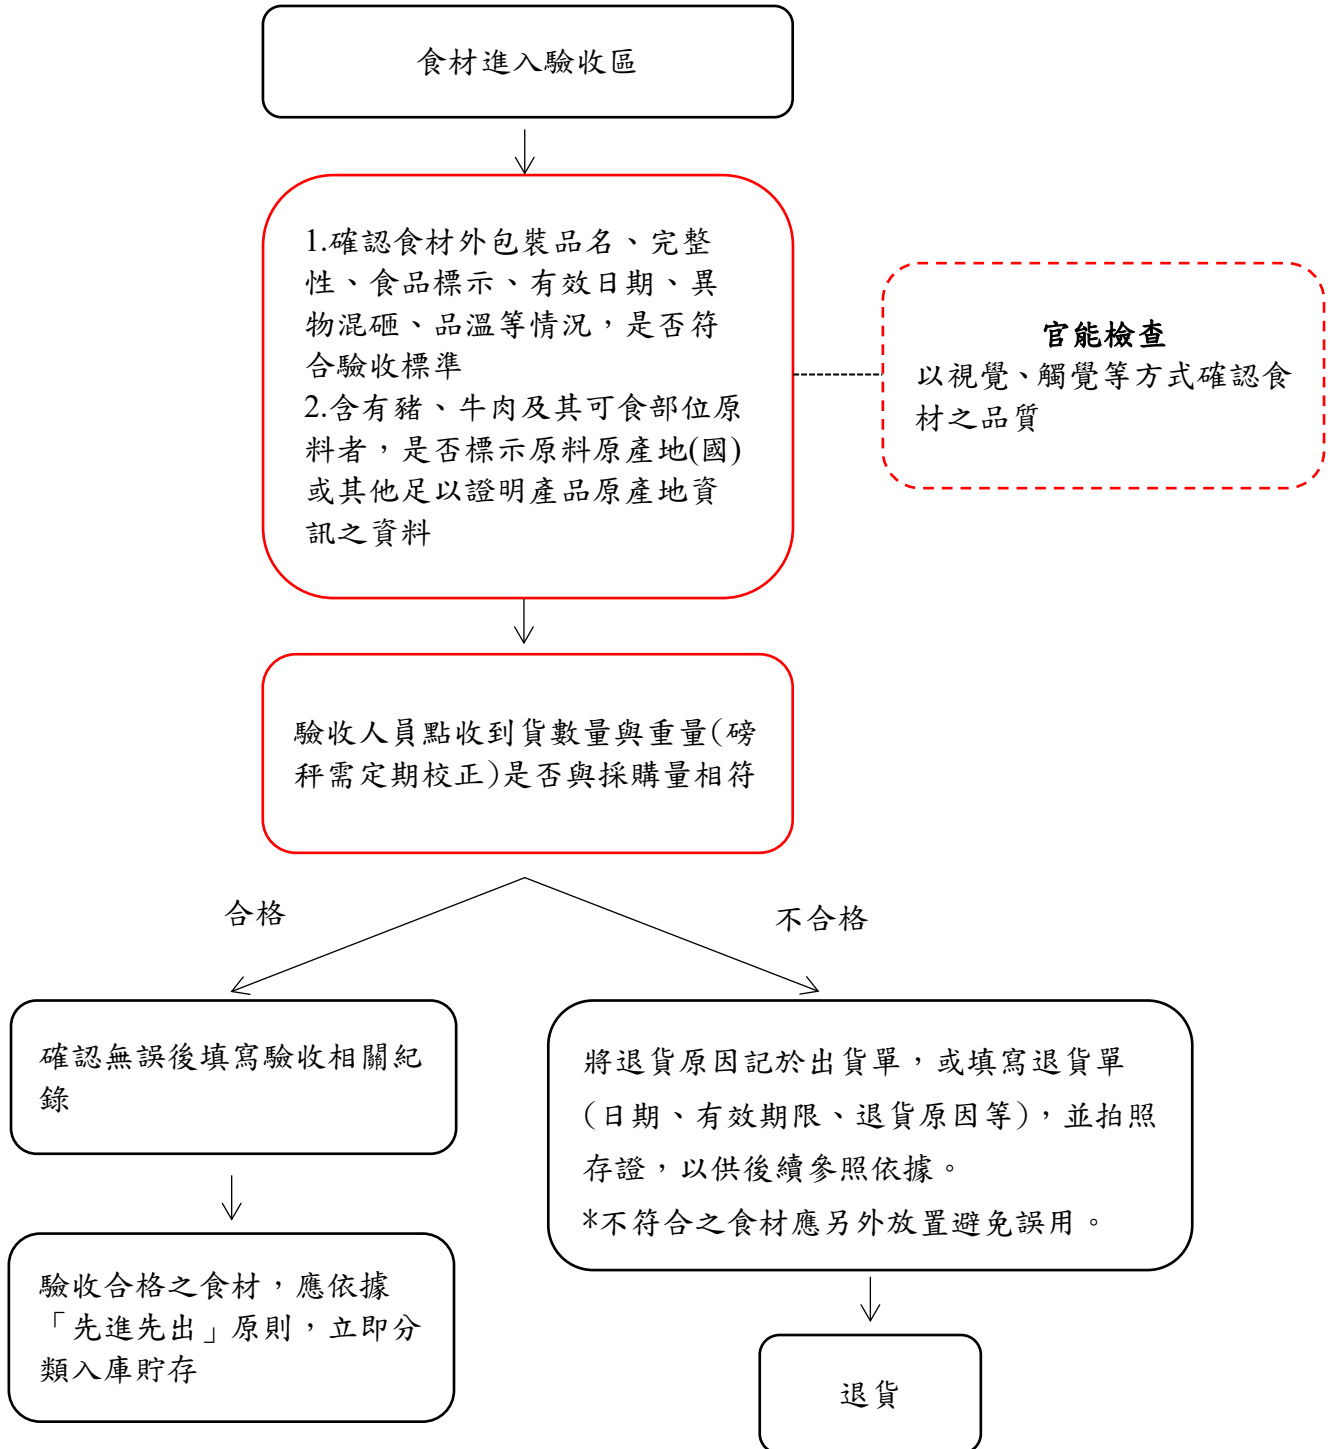 食材進入驗收區
1.確認食材外包裝品名、完整
性、食品標示、有效日期、異
物混砸、品溫等情況，是否符
合驗收標準
2.含有豬、牛肉及其可食部位原
料者，是否標示原料原產地(國)
或其他足以證明產品原產地資
訊之資料
官能檢查
以視覺、觸覺等方式確認食
材之品質
驗收人員點收到貨數量與重量(磅
秤需定期校正)是否與採購量相符
合格
不合格
確認無誤後填寫驗收相關紀
錄
將退貨原因記於出貨單，或填寫退貨單
(日期、有效期限、退貨原因等)，並拍照
存證，以供後續參照依據。
*不符合之食材應另外放置避免誤用。
驗收合格之食材，應依據
「先進先出」原則，立即分
類入庫貯存
退貨